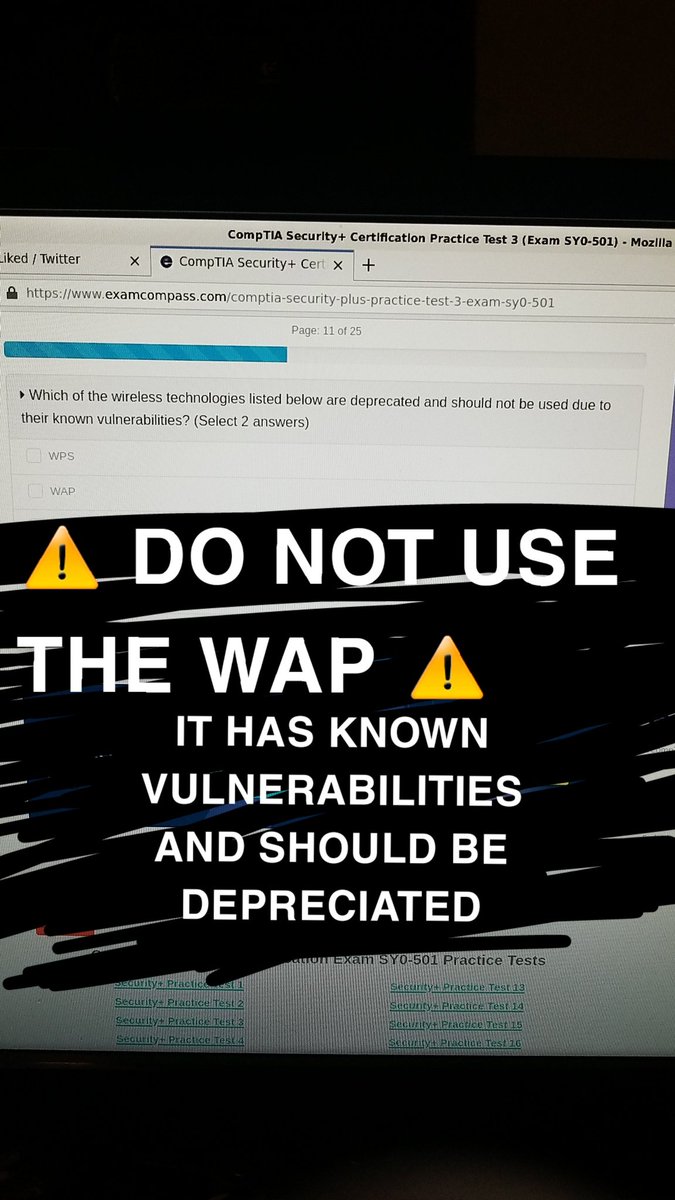 CompTIA Security+ Certification Practice Test 3 (Exam SY0-501) - Mozilla
Liked / Twitter
CompTIA Security+ Cert
https://www.examcompass.com/comptia-security-plus-practice-test-3-exam-sy0-501
Page: 11 of 25
Which of the wireless technologies listed below are deprecated and should not be used due to
their known vulnerabilities? (Select 2 answers)
WPS
WAP
⚠️ DO NOT USE
THE WAP ⚠️
IT HAS KNOWN
VULNERABILITIES
AND SHOULD BE
DEPRECIATED
Exam SY0-501 Practice Tests
Security+ Practice Test 1
Security+ Practice Test 13
Security+ Practice Test 2
Security+ Practice Test 14
Security+ Practice Test 3
Security+ Practice Test 15
Security+ Practice Test 4
Security+ Practice Test 16